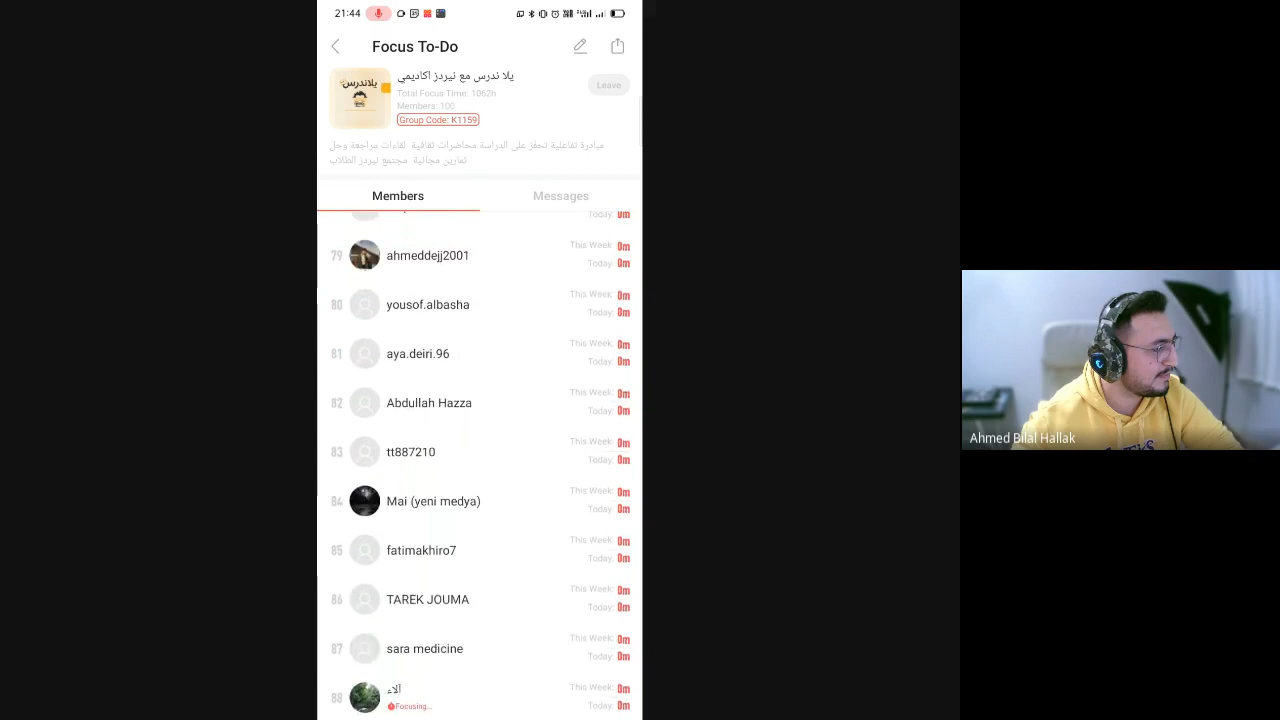 21:44
Focus To-Do
يلاندرس
يلا ندرس مع نيردز اكاديمي
Total Focus Time: 1062h
Members: 100
Group Code: K1159
Leave
مبادرة تفاعلية تحفز على الدراسة محاضرات ثقافية لقاءات مراجعة وحل
تمارين مجانية مجتمع نيردز الطلاب
Members
Messages
Today: 0m
79 ahmeddejj2001 This Week: 0m
Today: 0m
80 yousof.albasha This Week: 0m
Today: 0m
81 aya.deiri.96 This Week: 0m
Today: 0m
82 Abdullah Hazza This Week: 0m
Today: 0m
83 tt887210 This Week: 0m
Today: 0m
84 Mai (yeni medya) This Week: 0m
Today: 0m
85 fatimakhiro7 This Week: 0m
Today: 0m
86 TAREK JOUMA This Week: 0m
Today: 0m
87 sara medicine This Week: 0m
Today: 0m
88 آلاء This Week: 0m
Focusing... Today: 0m
Ahmed Bilal Hallak